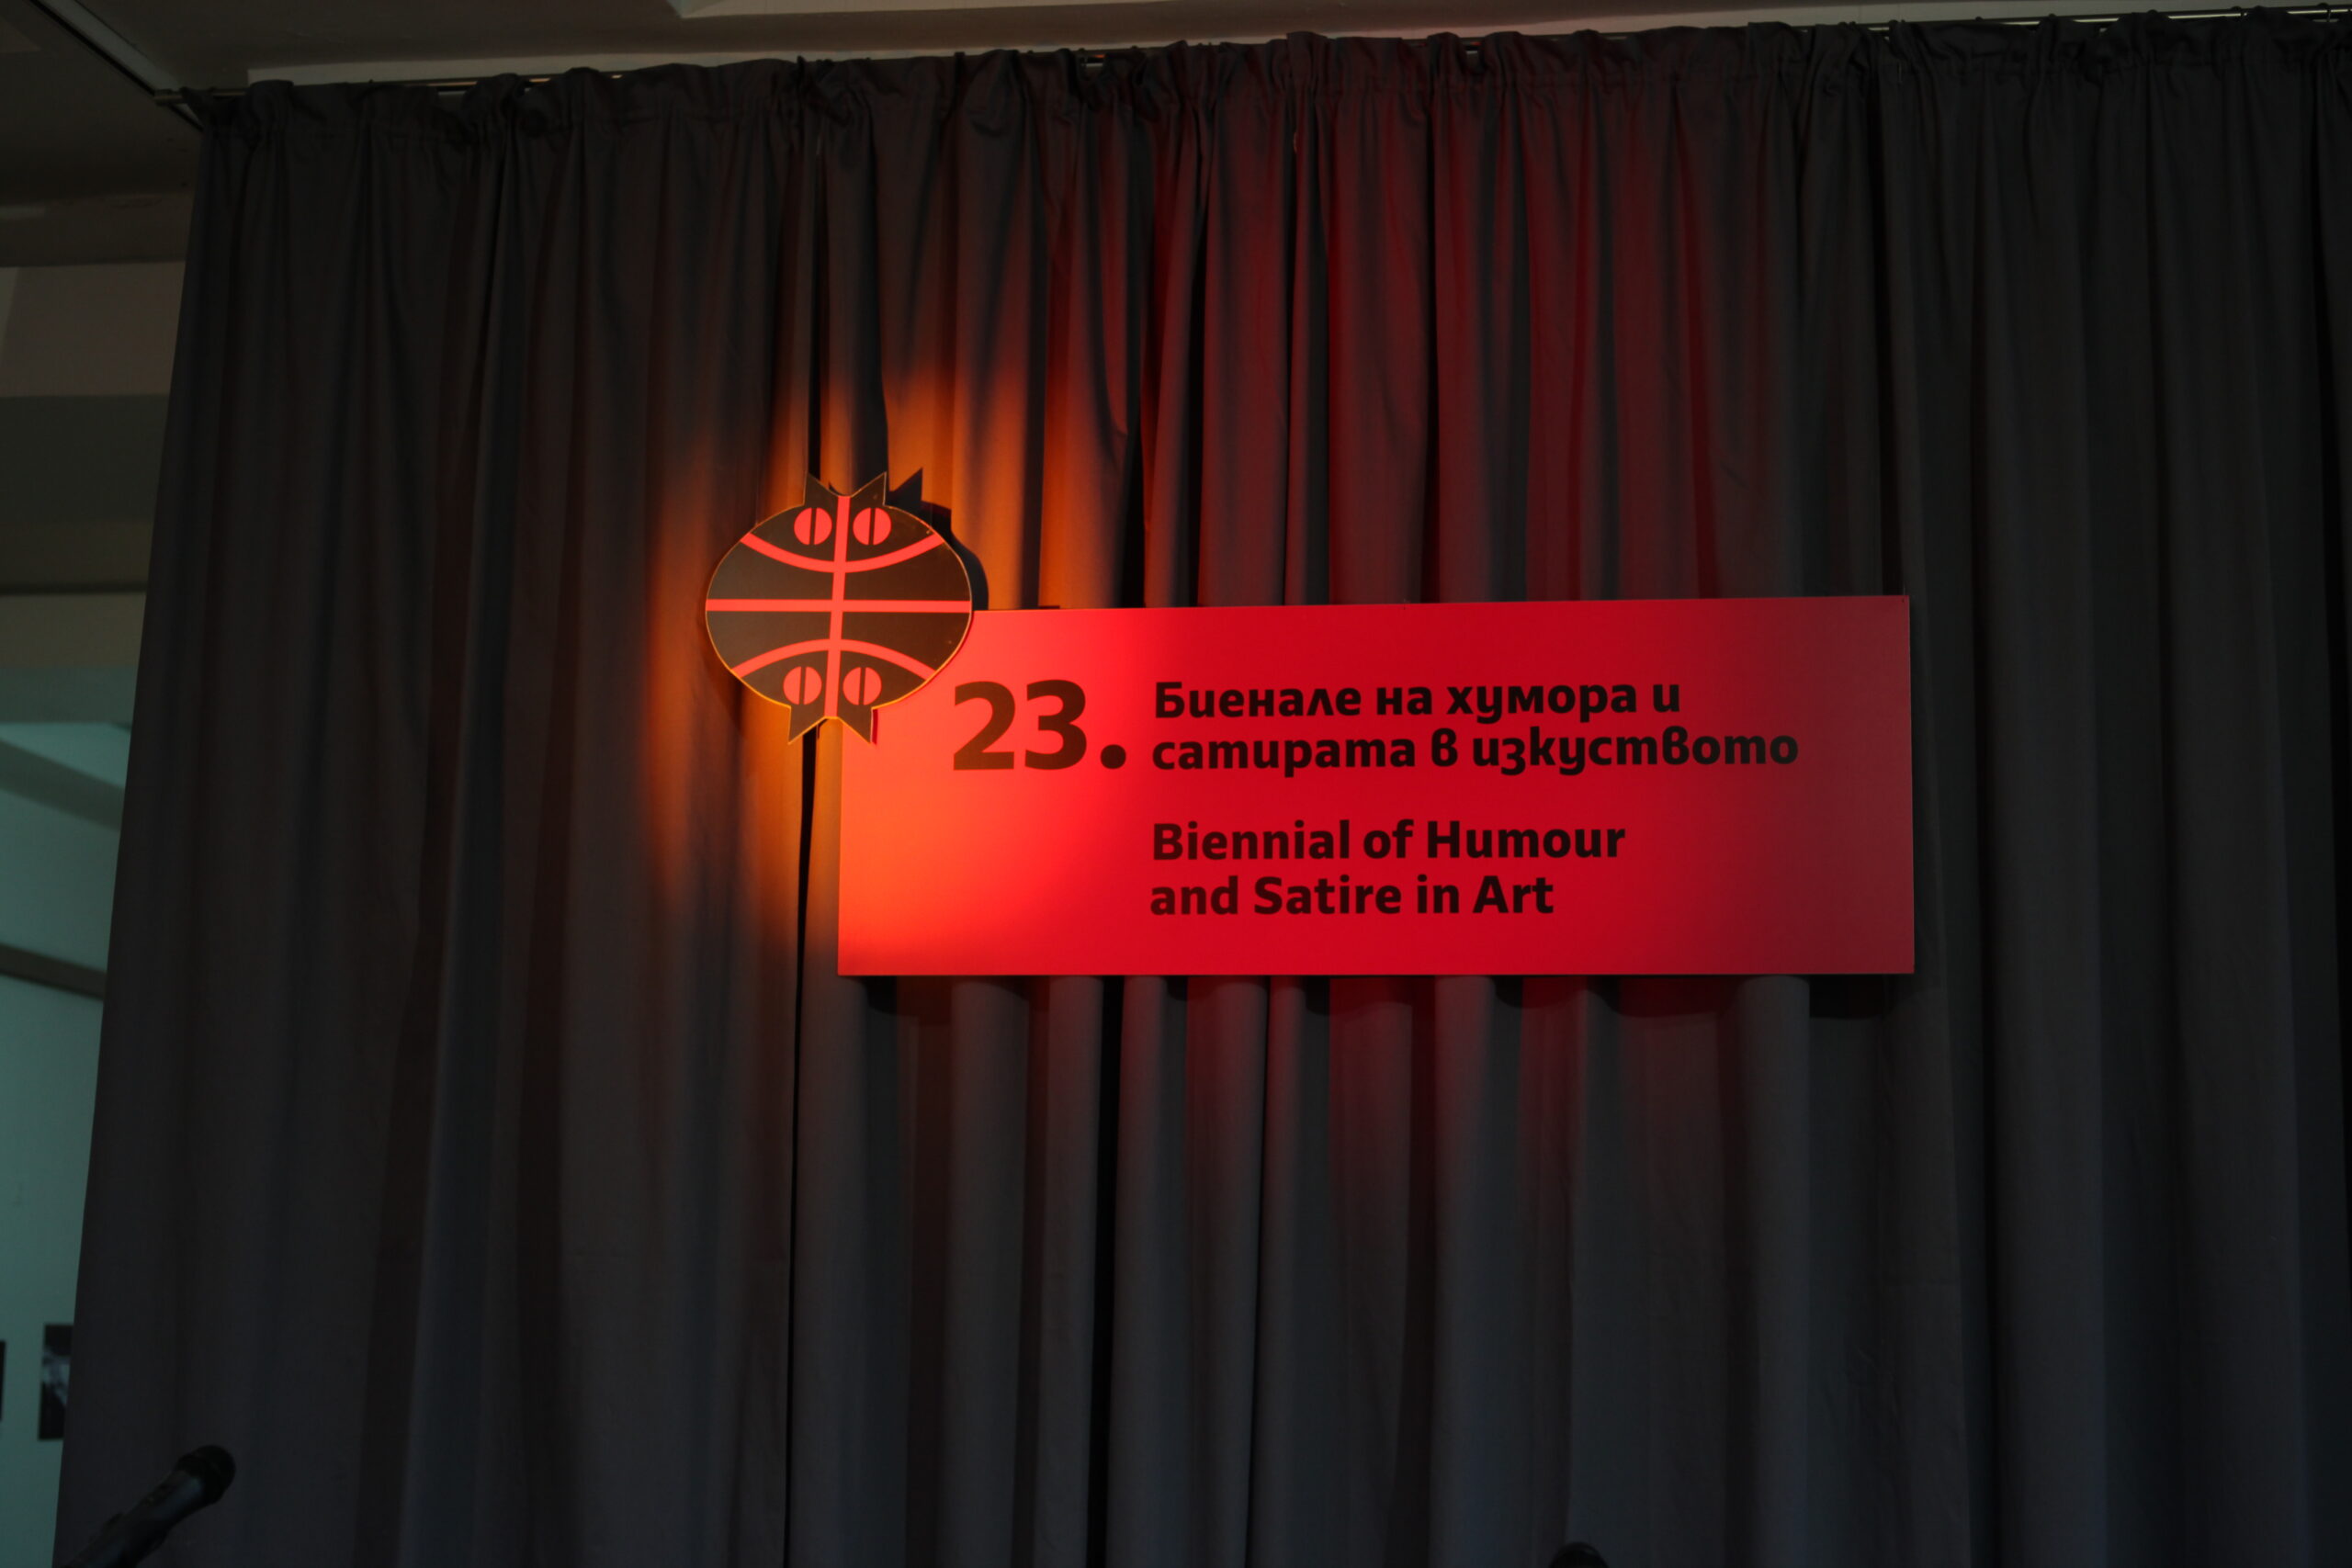 23. Биенале на хумора и
сатирата в изкуството
Biennial of Humour
and Satire in Art